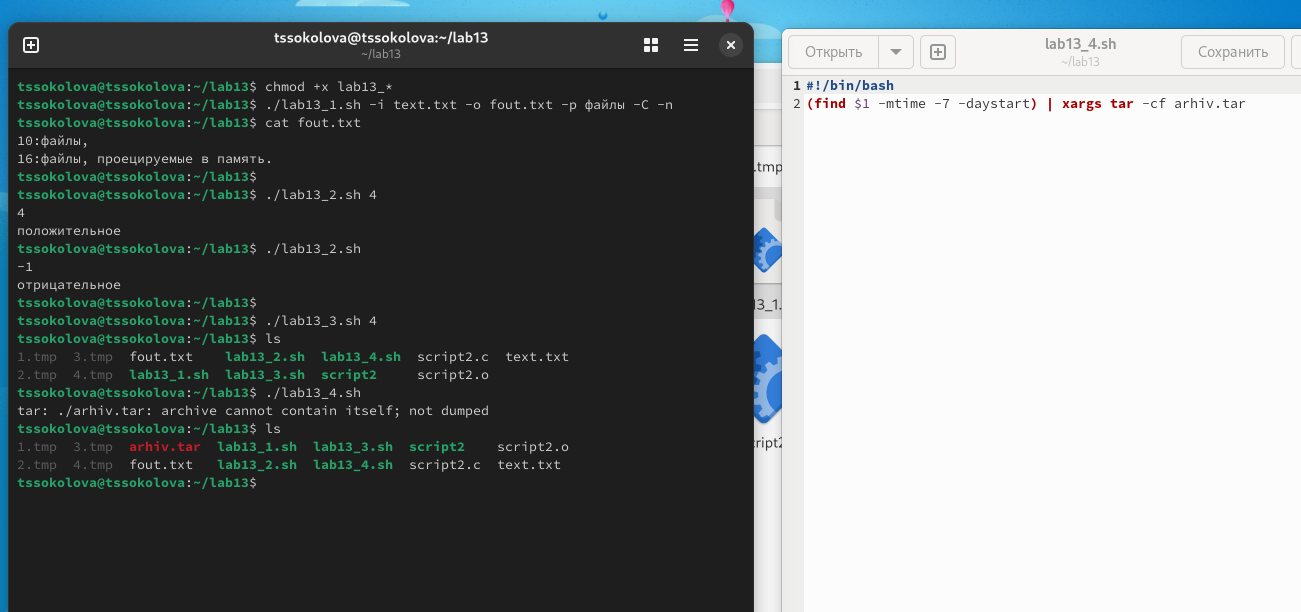 tssokolova@tssokolova:~/lab13
~/lab13
tssokolova@tssokolova:~/lab13$ chmod +x lab13_*
tssokolova@tssokolova:~/lab13$ ./lab13_1.sh -i text.txt -o fout.txt -p файлы -C -n
tssokolova@tssokolova:~/lab13$ cat fout.txt
10:файлы,
16:файлы, проецируемые в память.
tssokolova@tssokolova:~/lab13$
tssokolova@tssokolova:~/lab13$ ./lab13_2.sh 4
4
положительное
tssokolova@tssokolova:~/lab13$ ./lab13_2.sh
-1
отрицательное
tssokolova@tssokolova:~/lab13$
tssokolova@tssokolova:~/lab13$ ./lab13_3.sh 4
tssokolova@tssokolova:~/lab13$ ls
1.tmp 3.tmp fout.txt lab13_2.sh lab13_4.sh script2.c text.txt
2.tmp 4.tmp lab13_1.sh lab13_3.sh script2 script2.o
tssokolova@tssokolova:~/lab13$ ./lab13_4.sh
tar: ./arhiv.tar: archive cannot contain itself; not dumped
tssokolova@tssokolova:~/lab13$ ls
1.tmp 3.tmp arhiv.tar lab13_1.sh lab13_3.sh script2 script2.o
2.tmp 4.tmp fout.txt lab13_2.sh lab13_4.sh script2.c text.txt
tssokolova@tssokolova:~/lab13$
.tmp
13_1.
ript2
Открыть
lab13_4.sh
~/lab13
Сохранить
1 #!/bin/bash
2 (find $1 -mtime -7 -daystart) | xargs tar -cf arhiv.tar